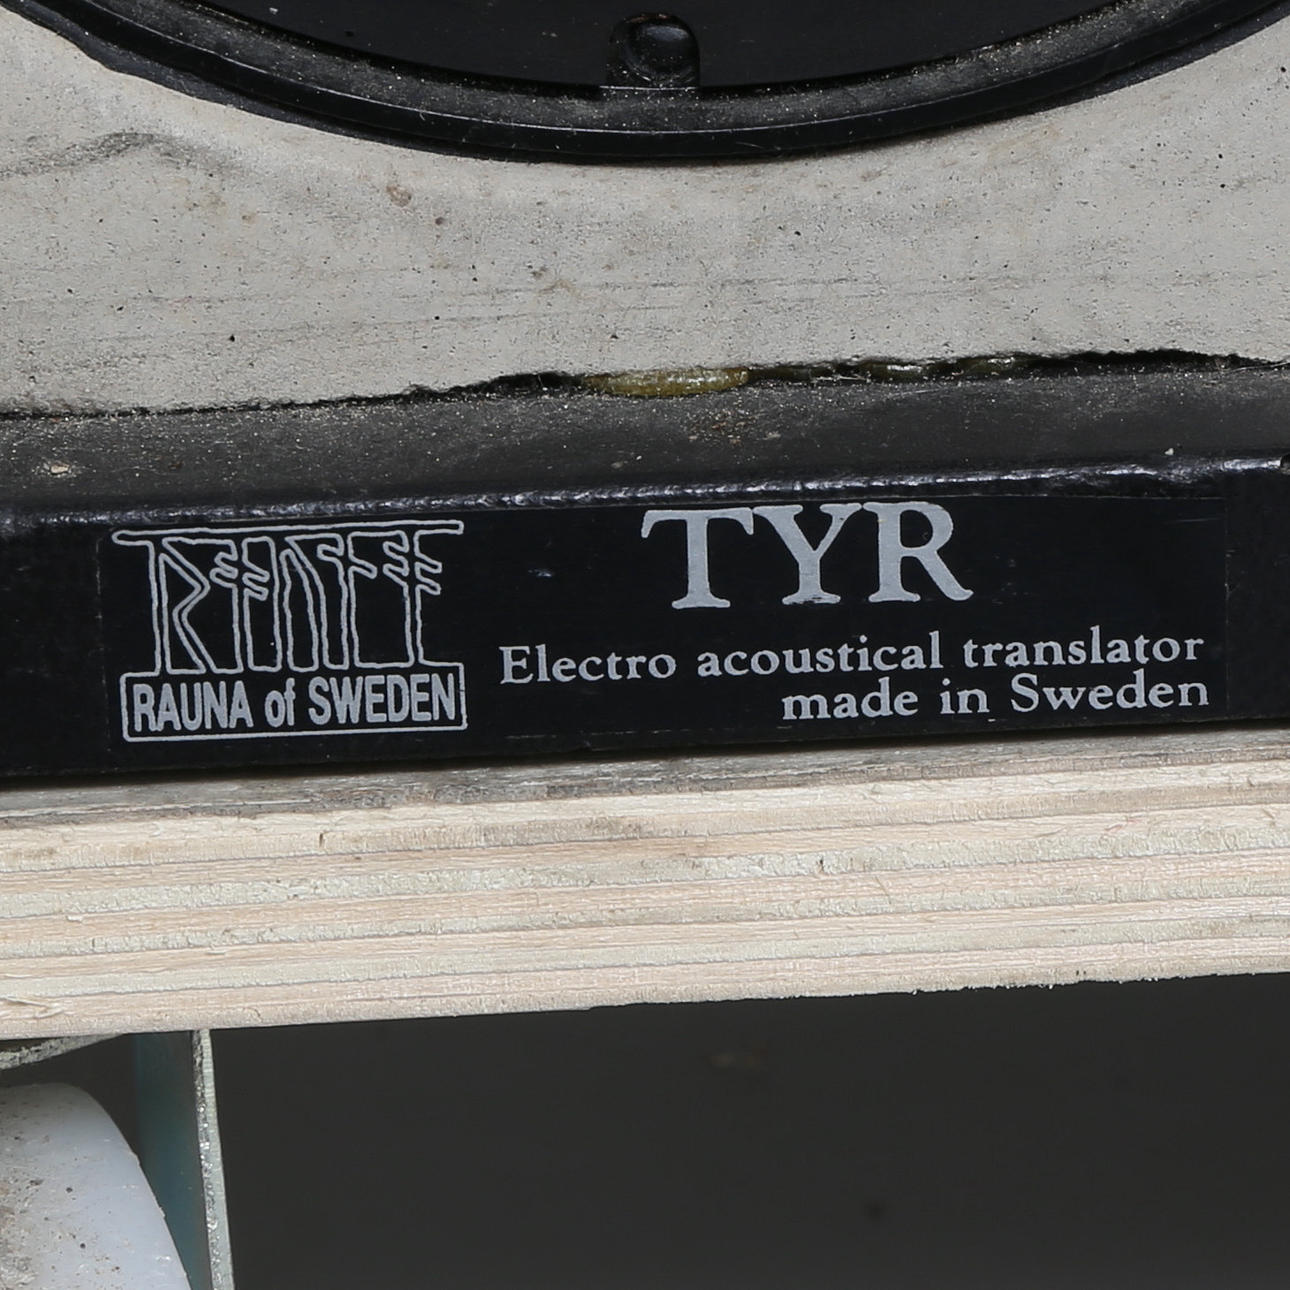 RAUNA of SWEDEN
TYR
Electro acoustical translator
made in Sweden